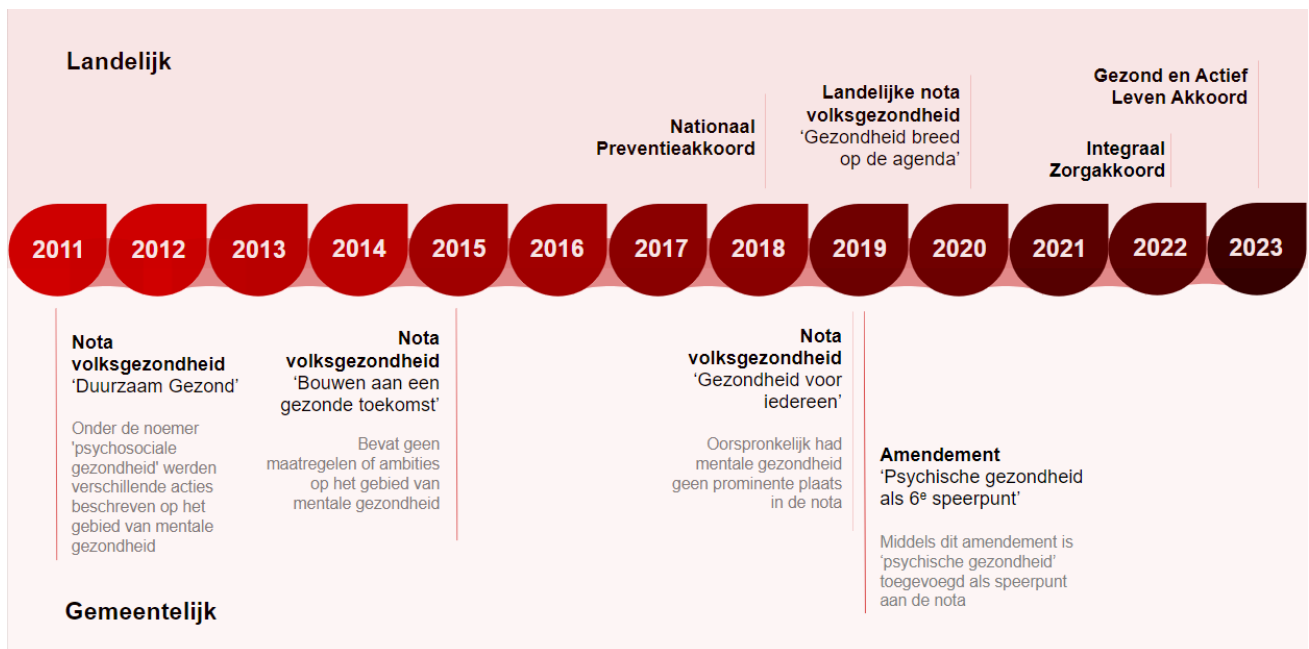 Landelijk
Nationaal
Preventieakkoord
Landelijke nota
volksgezondheid
‘Gezondheid breed
op de agenda’
Integraal
Zorgakkoord
Gezond en Actief
Leven Akkoord
2011 2012 2013 2014 2015 2016 2017 2018 2019 2020 2021 2022 2023
Nota
volksgezondheid
‘Duurzaam Gezond’
Onder de noemer
'psychosociale
gezondheid' werden
verschillende acties
beschreven op het
gebied van mentale
gezondheid
Nota
volksgezondheid
‘Bouwen aan een
gezonde toekomst’
Bevat geen
maatregelen of ambities
op het gebied van
mentale gezondheid
Nota
volksgezondheid
‘Gezondheid voor
iedereen’
Oorspronkelijk had
mentale gezondheid
geen prominente plaats
in de nota
Amendement
‘Psychische gezondheid
als 6ᵉ speerpunt’
Middels dit amendement is
‘psychische gezondheid’
toegevoegd als speerpunt
aan de nota
Gemeentelijk